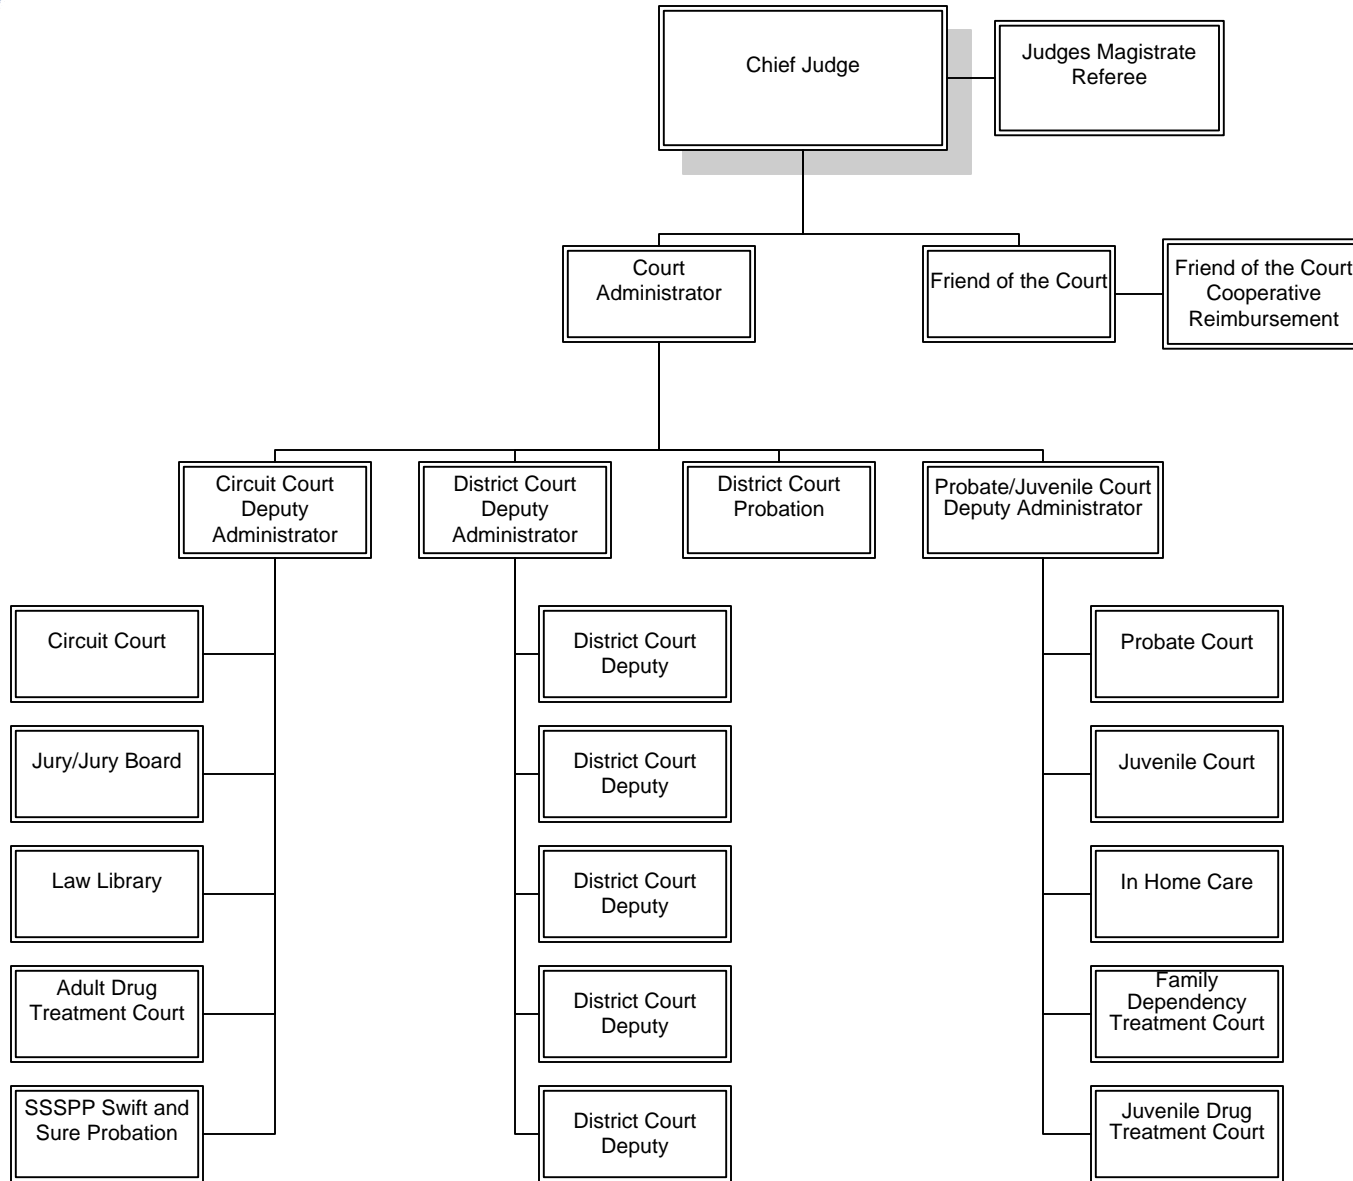 Chief Judge
Judges Magistrate
Referee
Court
Administrator
Friend of the Court
Friend of the Court
Cooperative
Reimbursement
Circuit Court
Deputy
Administrator
District Court
Deputy
Administrator
District Court
Probation
Probate/Juvenile Court
Deputy Administrator
Circuit Court
Jury/Jury Board
Law Library
Adult Drug
Treatment Court
SSSPP Swift and
Sure Probation
District Court
Deputy
District Court
Deputy
District Court
Deputy
District Court
Deputy
District Court
Deputy
Probate Court
Juvenile Court
In Home Care
Family
Dependency
Treatment Court
Juvenile Drug
Treatment Court